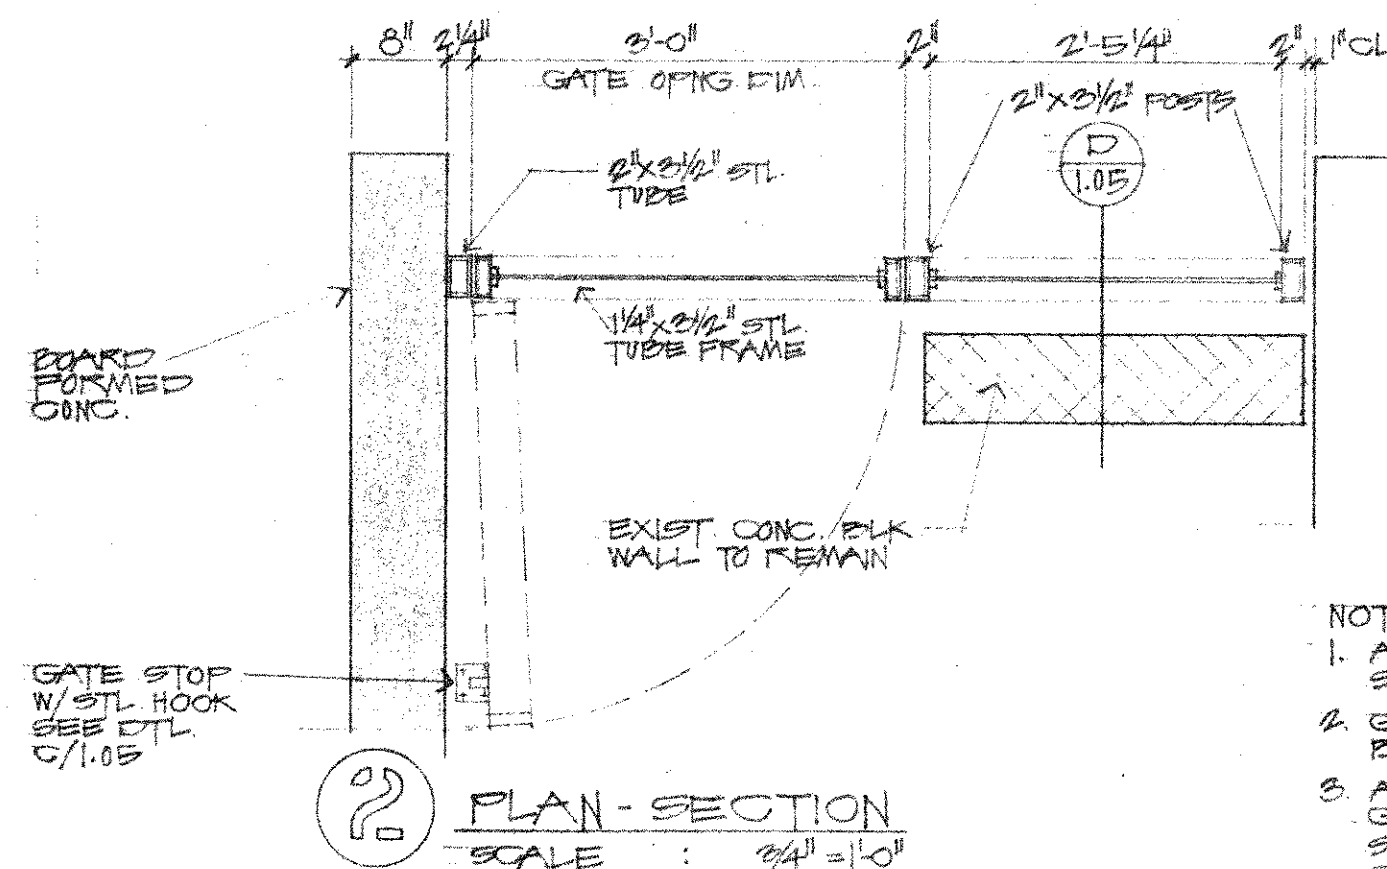 8" 2¼" 3'-0" 2" 2'-5¼" 2" 1" CL
GATE OP'NG. DIM.
2"X3½" POSTS
D
1.05
2"X3½" STL.
TUBE
1¼"X3½" STL.
TUBE FRAME
BOARD
FORMED
CONC.
EXIST. CONC. BLK
WALL TO REMAIN
GATE STOP
W/ STL. HOOK
SEE DTL.
C/1.05
NOT
1. A
S
2. G
3. A
G
S
2
PLAN - SECTION
SCALE : 3/4" = 1'-0"